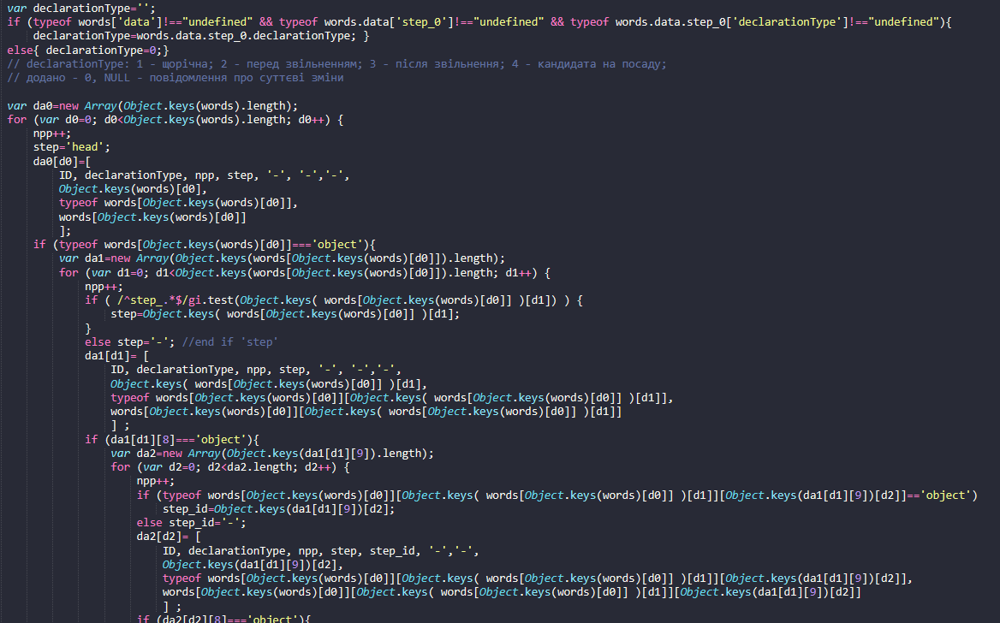 var declarationType='';
if (typeof words['data']!=="undefined" && typeof words.data['step_0']!=="undefined" && typeof words.data.step_0['declarationType']!=="undefined"){
    declarationType=words.data.step_0.declarationType; }
else{ declarationType=0;}
// declarationType: 1 - щорічна; 2 - перед звільненням; 3 - після звільнення; 4 - кандидата на посаду;
// додано - 0, NULL - повідомлення про суттєві зміни

var da0=new Array(Object.keys(words).length);
for (var d0=0; d0<Object.keys(words).length; d0++) {
    npp++;
    step='head';
    da0[d0]=[
        ID, declarationType, npp, step, '-', '-','-',
        Object.keys(words)[d0],
        typeof words[Object.keys(words)[d0]],
        words[Object.keys(words)[d0]]
        ];
    if (typeof words[Object.keys(words)[d0]]==='object'){
        var da1=new Array(Object.keys(words[Object.keys(words)[d0]]).length);
        for (var d1=0; d1<Object.keys(words[Object.keys(words)[d0]]).length; d1++) {
            npp++;
            if ( /^step_.*$/gi.test(Object.keys( words[Object.keys(words)[d0]] )[d1]) ) {
                step=Object.keys( words[Object.keys(words)[d0]] )[d1];
            }
            else step='-'; //end if 'step'
            da1[d1]= [
                ID, declarationType, npp, step, '-', '-','-',
                Object.keys( words[Object.keys(words)[d0]] )[d1],
                typeof words[Object.keys(words)[d0]][Object.keys( words[Object.keys(words)[d0]] )[d1]],
                words[Object.keys(words)[d0]][Object.keys( words[Object.keys(words)[d0]] )[d1]]
                ] ;
            if (da1[d1][8]==='object'){
                var da2=new Array(Object.keys(da1[d1][9]).length);
                for (var d2=0; d2<da2.length; d2++) {
                    npp++;
                    if (typeof words[Object.keys(words)[d0]][Object.keys( words[Object.keys(words)[d0]] )[d1]][Object.keys(da1[d1][9])[d2]]=='object')
                        step_id=Object.keys(da1[d1][9])[d2];
                    else step_id='-';
                    da2[d2]= [
                        ID, declarationType, npp, step, step_id, '-','-',
                        Object.keys(da1[d1][9])[d2],
                        typeof words[Object.keys(words)[d0]][Object.keys( words[Object.keys(words)[d0]] )[d1]][Object.keys(da1[d1][9])[d2]],
                        words[Object.keys(words)[d0]][Object.keys( words[Object.keys(words)[d0]] )[d1]][Object.keys(da1[d1][9])[d2]]
                        ] ;
                    if (da2[d2][8]==='object'){